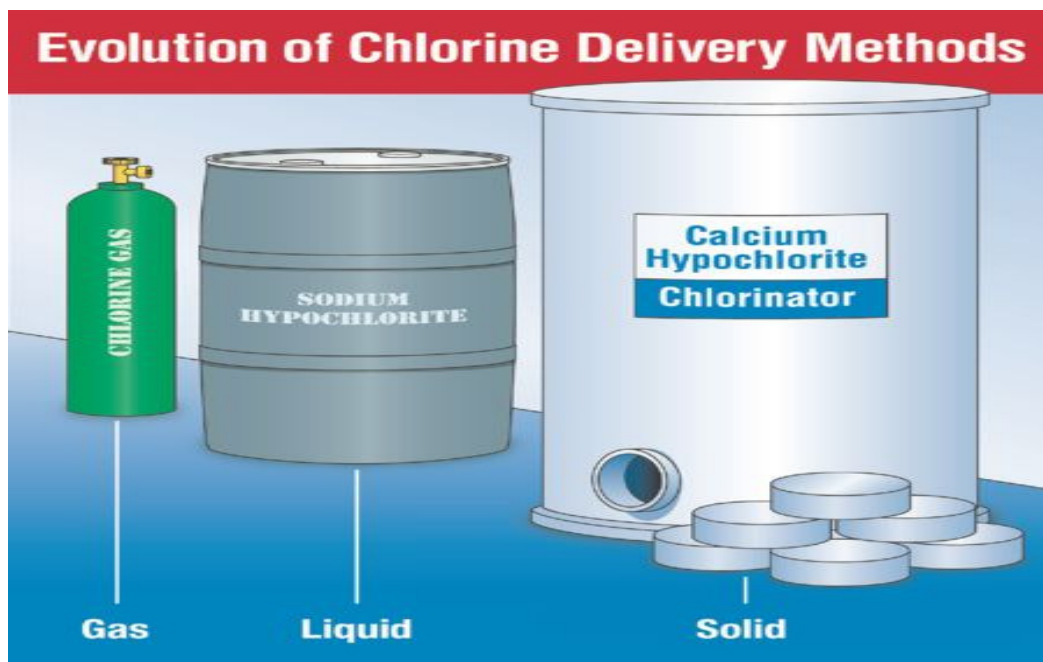 Evolution of Chlorine Delivery Methods
CHLORINE GAS
SODIUM
HYPOCHLORITE
Calcium
Hypochlorite
Chlorinator
Gas
Liquid
Solid